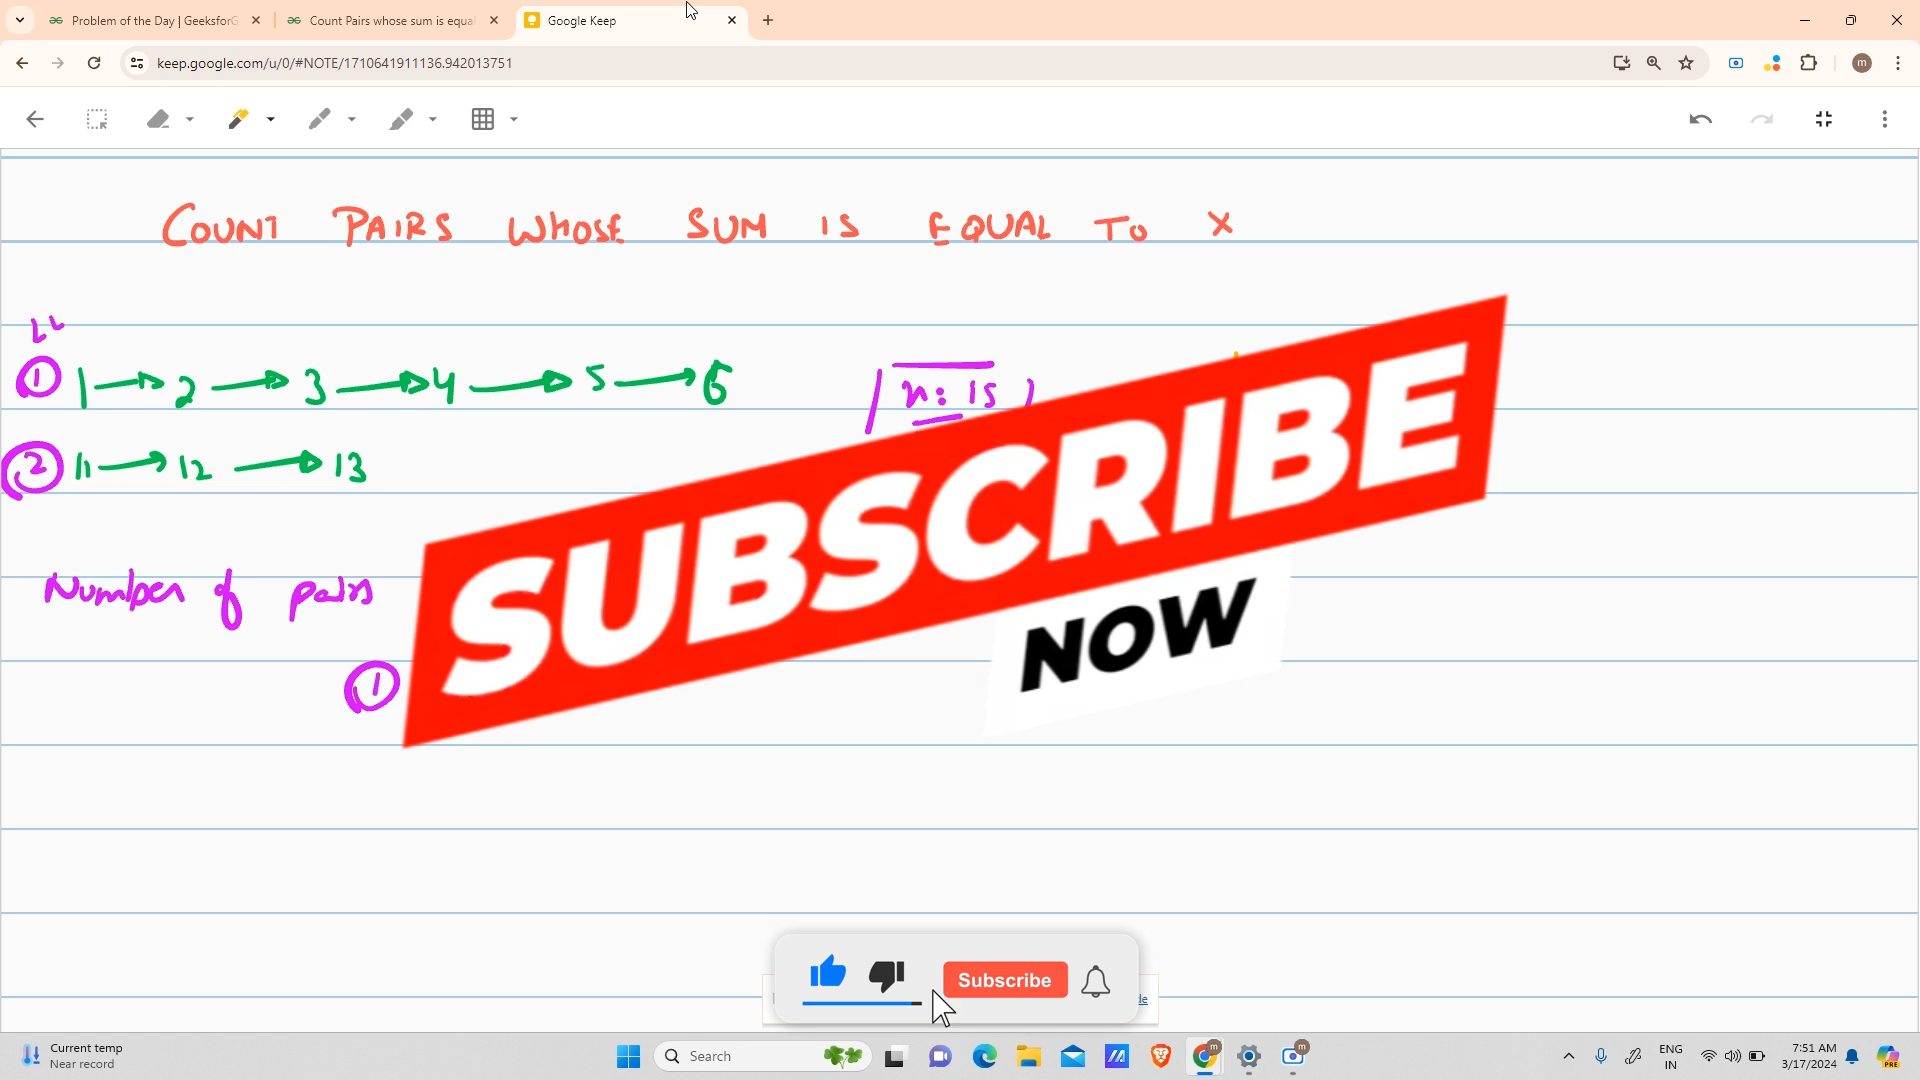 Problem of the Day | GeeksforG
Count Pairs whose sum is equa
Google Keep
keep.google.com/u/0/#NOTE/1710641911136.942013751
m
COUNT PAIRS WHOSE SUM IS EQUAL TO X
① 1 2 3 4 5 6
x: 15
② 11 12 13
Number of pairs
①
SUBSCRIBE
NOW
Subscribe
Current temp
Near record
Search
ENG
IN
7:51 AM
3/17/2024
PRE